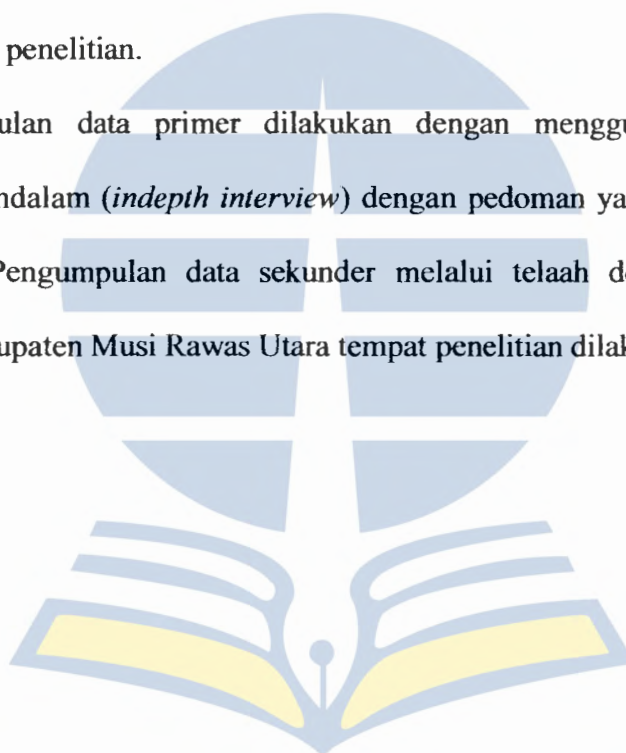 penelitian.
ulan data primer dilakukan dengan menggu
ndalam (indepth interview) dengan pedoman ya
Pengumpulan data sekunder melalui telaah d
upaten Musi Rawas Utara tempat penelitian dilak